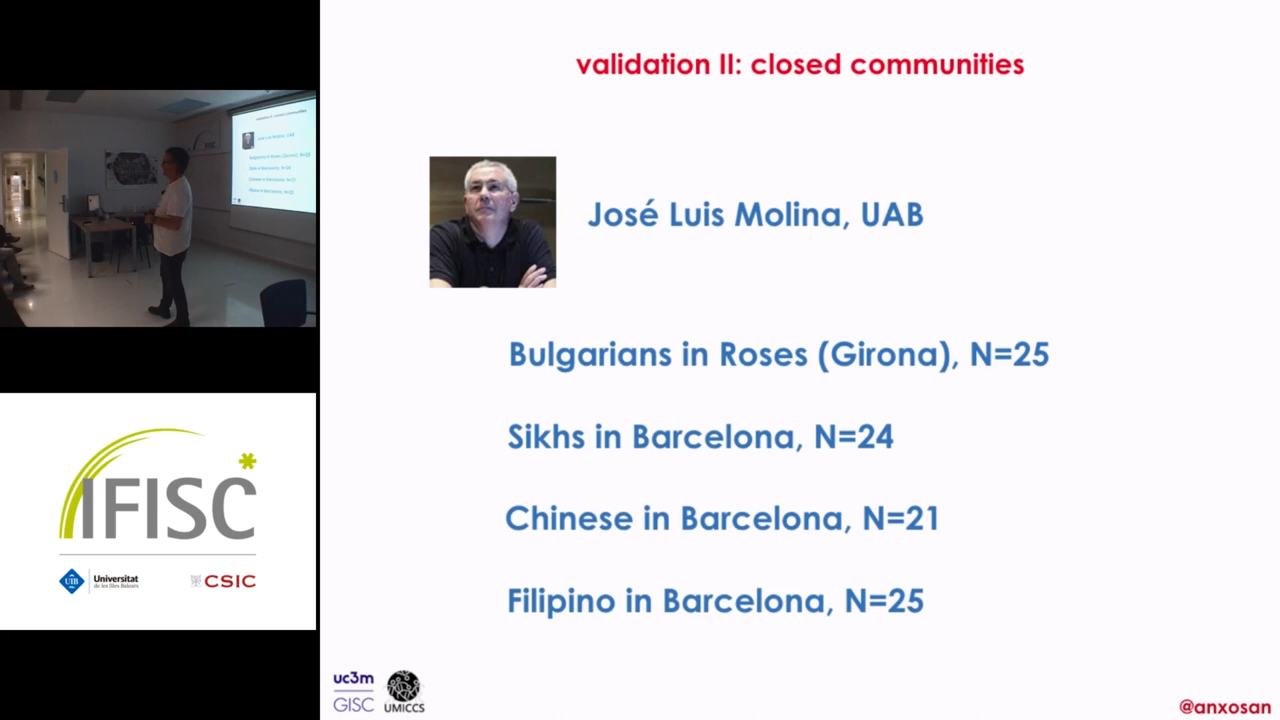 validation II: closed communities
José Luis Molina, UAB
Bulgarians in Roses (Girona), N=25
Sikhs in Barcelona, N=24
Chinese in Barcelona, N=21
Filipino in Barcelona, N=25
uc3m
GISC
UMICCS
@anxosan
IFISC
UIB
Universitat
de les Illes Balears
CSIC